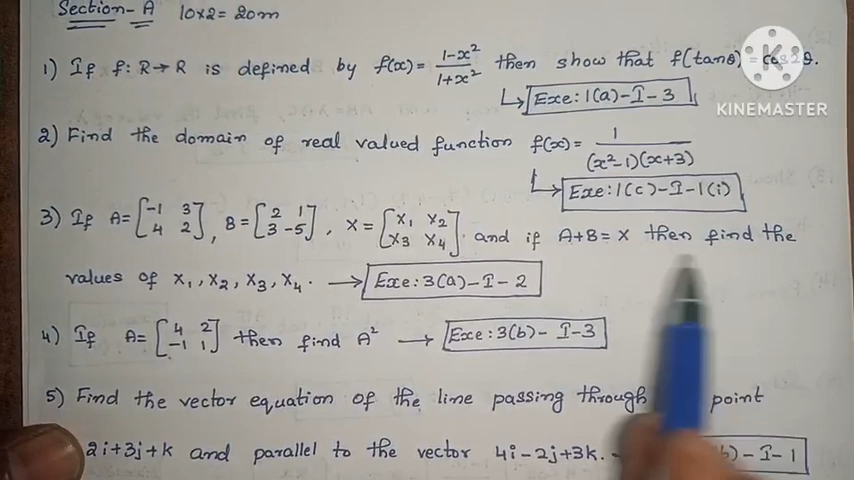 Section-A 10x2=20m
1) If f: R→R is defined by f(x)= 1-x²/1+x² then show that f(tanθ)=cos2θ.
Exe: 1(a)-I-3
KINEMASTER
2) Find the domain of real valued function f(x)= 1/(x²-1)(x+3)
Exe: 1(c)-I-1(i)
3) If A=[-1 3 4 2], B=[2 1 3 -5], X=[x1 x2 x3 x4] and if A+B=X then find the
values of x1, x2, x3, x4. → Exe: 3(a)-I-2
4) If A=[4 2 -1 1] then find A² → Exe: 3(b)-I-3
5) Find the vector equation of the line passing through point
2i+3j+k and parallel to the vector 4i-2j+3k. b)-I-1